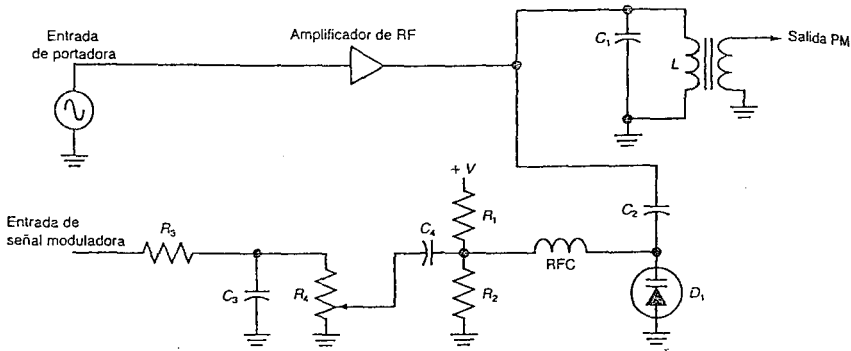 Entrada
de portadora
Amplificador de RF
C₁
L
Salida PM
+ V
C₂
Entrada de
señal moduladora
R₃
C₄
R₁
RFC
C₃
R₄
R₂
D₁